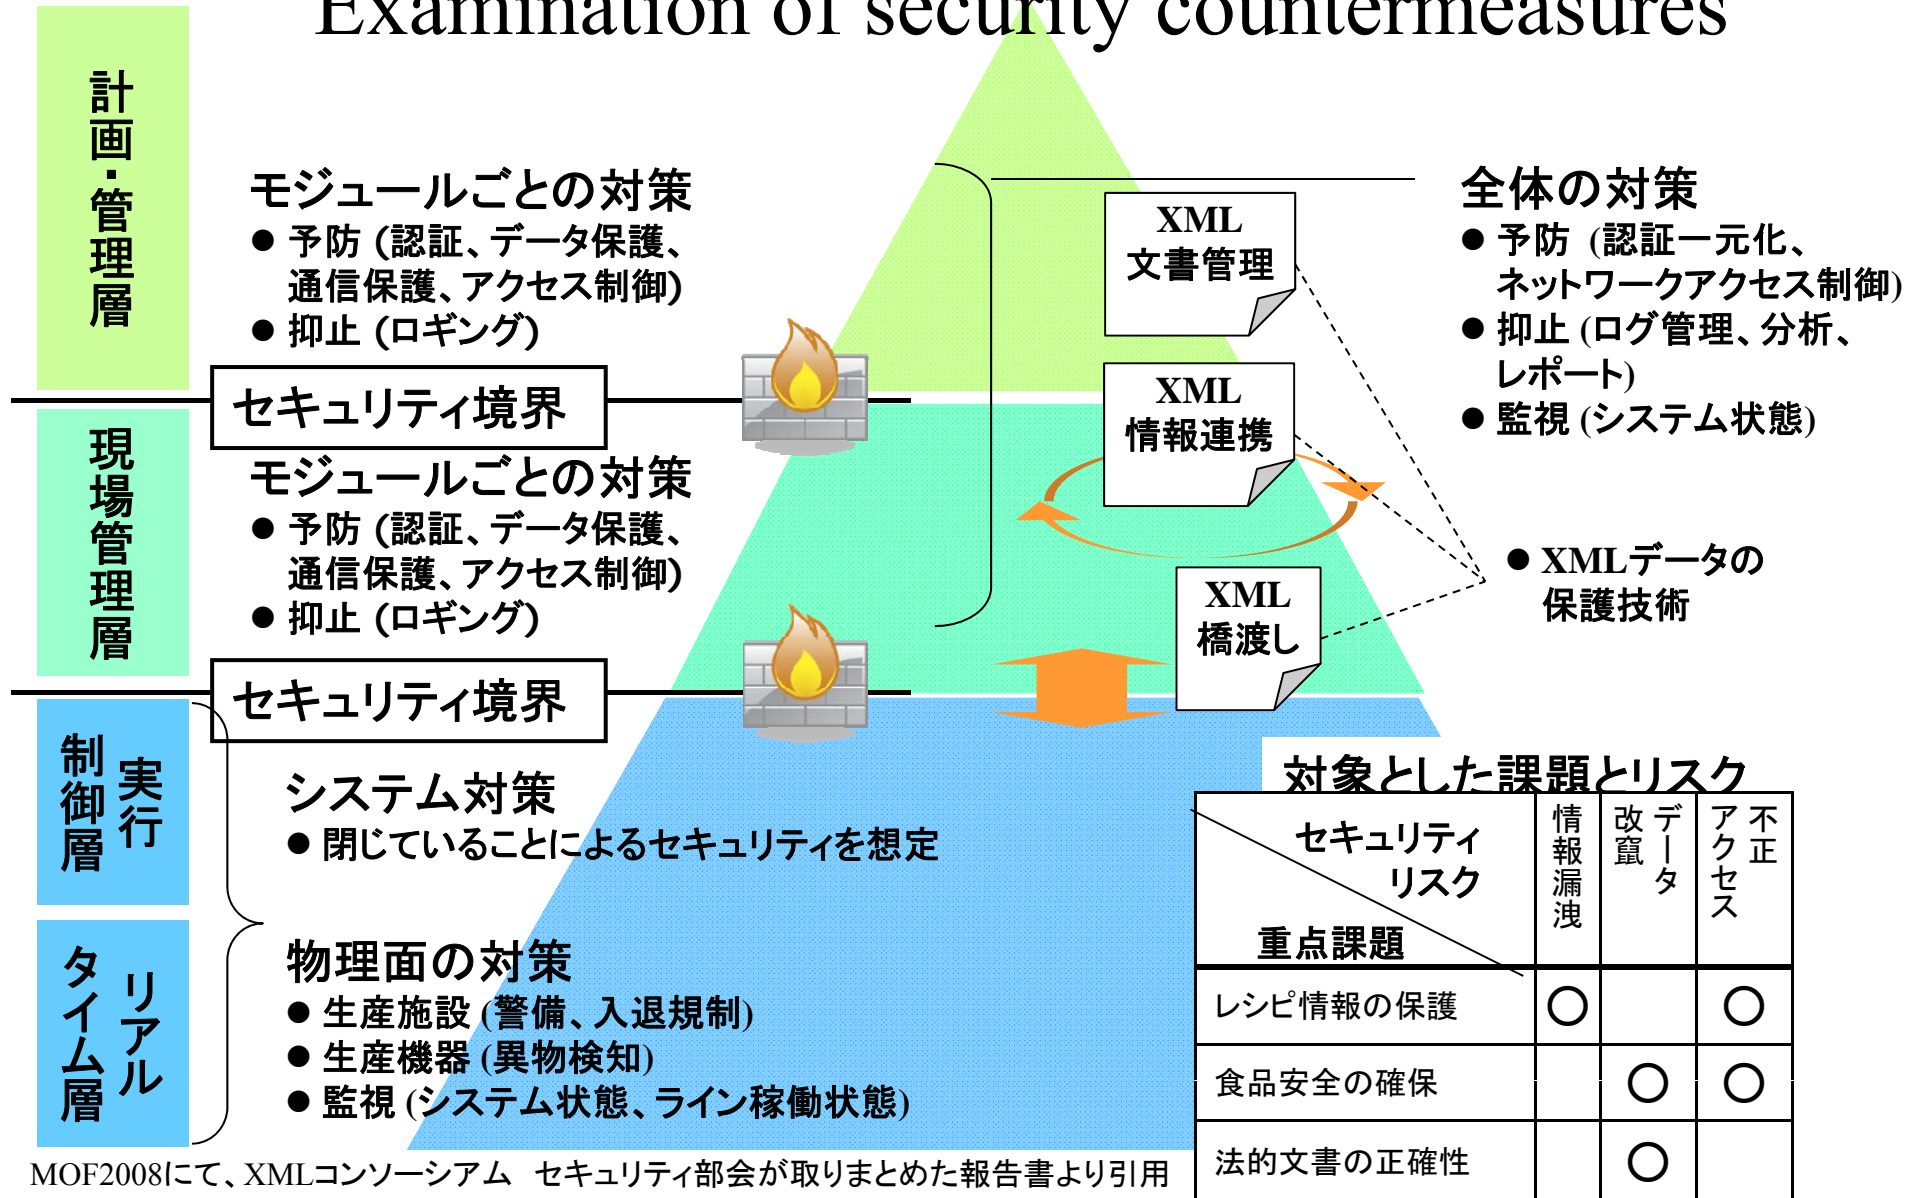 Examination of security countermeasures
計画・管理層
モジュールごとの対策
● 予防 (認証、データ保護、
通信保護、アクセス制御)
● 抑止 (ロギング)
セキュリティ境界
現場管理層
モジュールごとの対策
● 予防 (認証、データ保護、
通信保護、アクセス制御)
● 抑止 (ロギング)
セキュリティ境界
実行
制御層
システム対策
● 閉じていることによるセキュリティを想定
リアル
タイム層
物理面の対策
● 生産施設 (警備、入退規制)
● 生産機器 (異物検知)
● 監視 (システム状態、ライン稼働状態)
XML
文書管理
XML
情報連携
XML
橋渡し
全体の対策
● 予防 (認証一元化、
ネットワークアクセス制御)
● 抑止 (ログ管理、分析、
レポート)
● 監視 (システム状態)
● XMLデータの
保護技術
対象とした課題とリスク
セキュリティ
リスク
重点課題
情報漏洩
データ
改竄
不正
アクセス
レシピ情報の保護 ○ ○
食品安全の確保 ○ ○
法的文書の正確性 ○
MOF2008にて、XMLコンソーシアム セキュリティ部会が取りまとめた報告書より引用